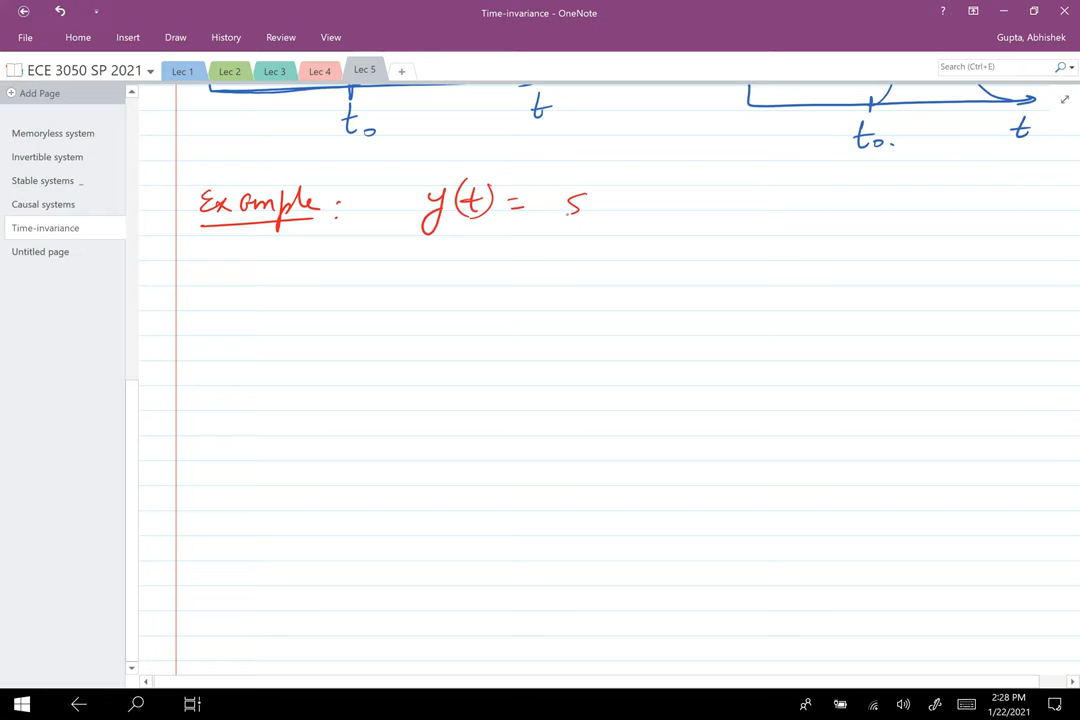 Time-invariance - OneNote
?
File Home Insert Draw History Review View
Gupta, Abhishek
ECE 3050 SP 2021
Lec 1 Lec 2 Lec 3 Lec 4 Lec 5 +
Search (Ctrl+E)
Add Page
Memoryless system
Invertible system
Stable systems _
Causal systems
Time-invariance
Untitled page
t₀ t t₀. t
Example : y(t) = s
2:28 PM
1/22/2021